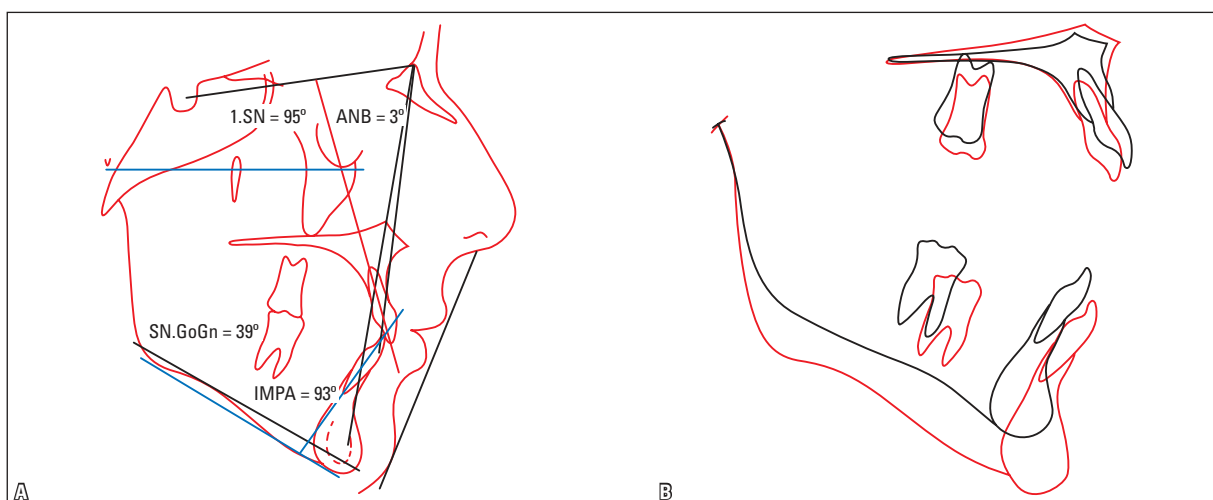 1.SN = 95º
ANB = 3º
SN.GoGn = 39º
IMPA = 93º
A
B